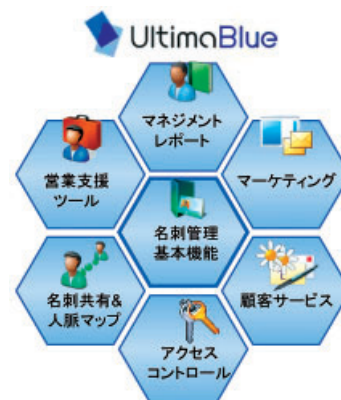 UltimaBlue
マネジメント
レポート
営業支援
ツール
マーケティング
名刺管理
基本機能
名刺共有&
人脈マップ
顧客サービス
アクセス
コントロール